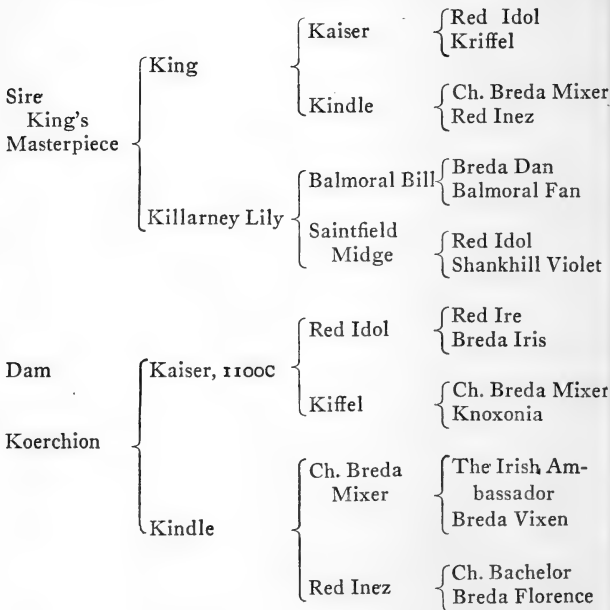 Sire
King's
Masterpiece
King
Killarney Lily
Kaiser
Kindle
Balmoral Bill
Saintfield
Midge
Red Idol
Kriffel
Ch. Breda Mixer
Red Inez
Breda Dan
Balmoral Fan
Red Idol
Shankhill Violet
Dam
Koerchion
Kaiser, 1100C
Kindle
Red Idol
Kiffel
Ch. Breda
Mixer
Red Inez
Red Ire
Breda Iris
Ch. Breda Mixer
Knoxonia
The Irish Am-
bassador
Breda Vixen
Ch. Bachelor
Breda Florence